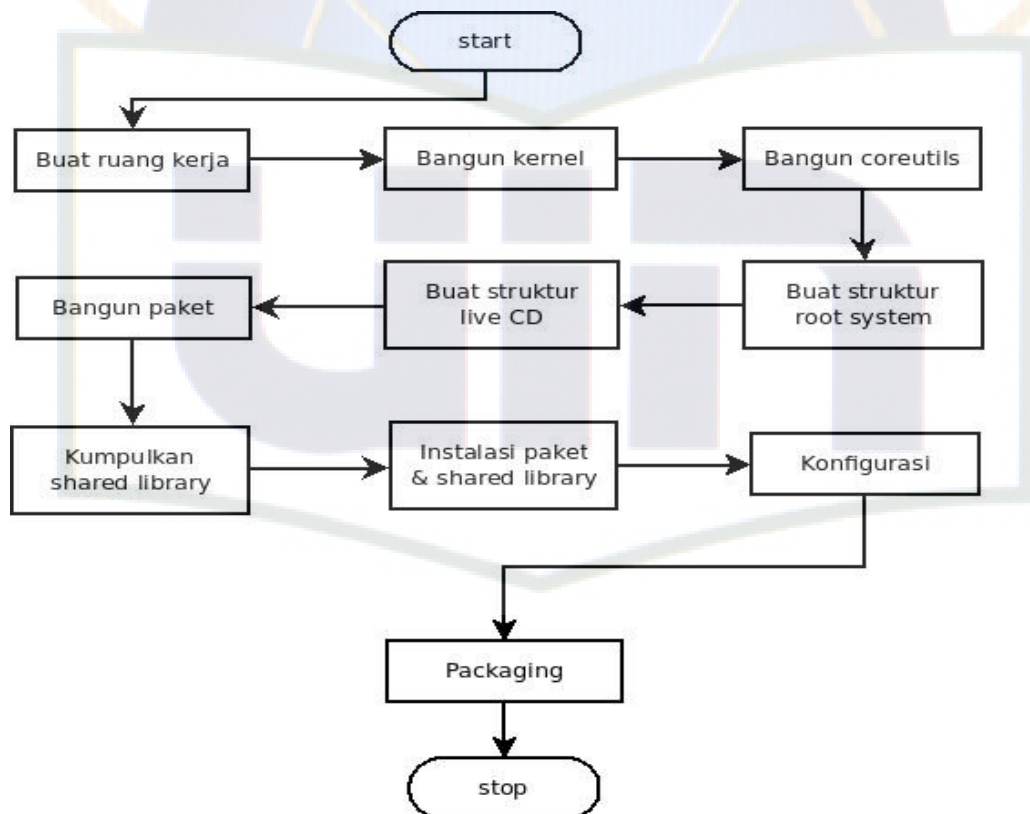 start
Buat ruang kerja
Bangun kernel
Bangun coreutils
Buat struktur
root system
Buat struktur
live CD
Bangun paket
Kumpulkan
shared library
Instalasi paket
& shared library
Konfigurasi
Packaging
stop